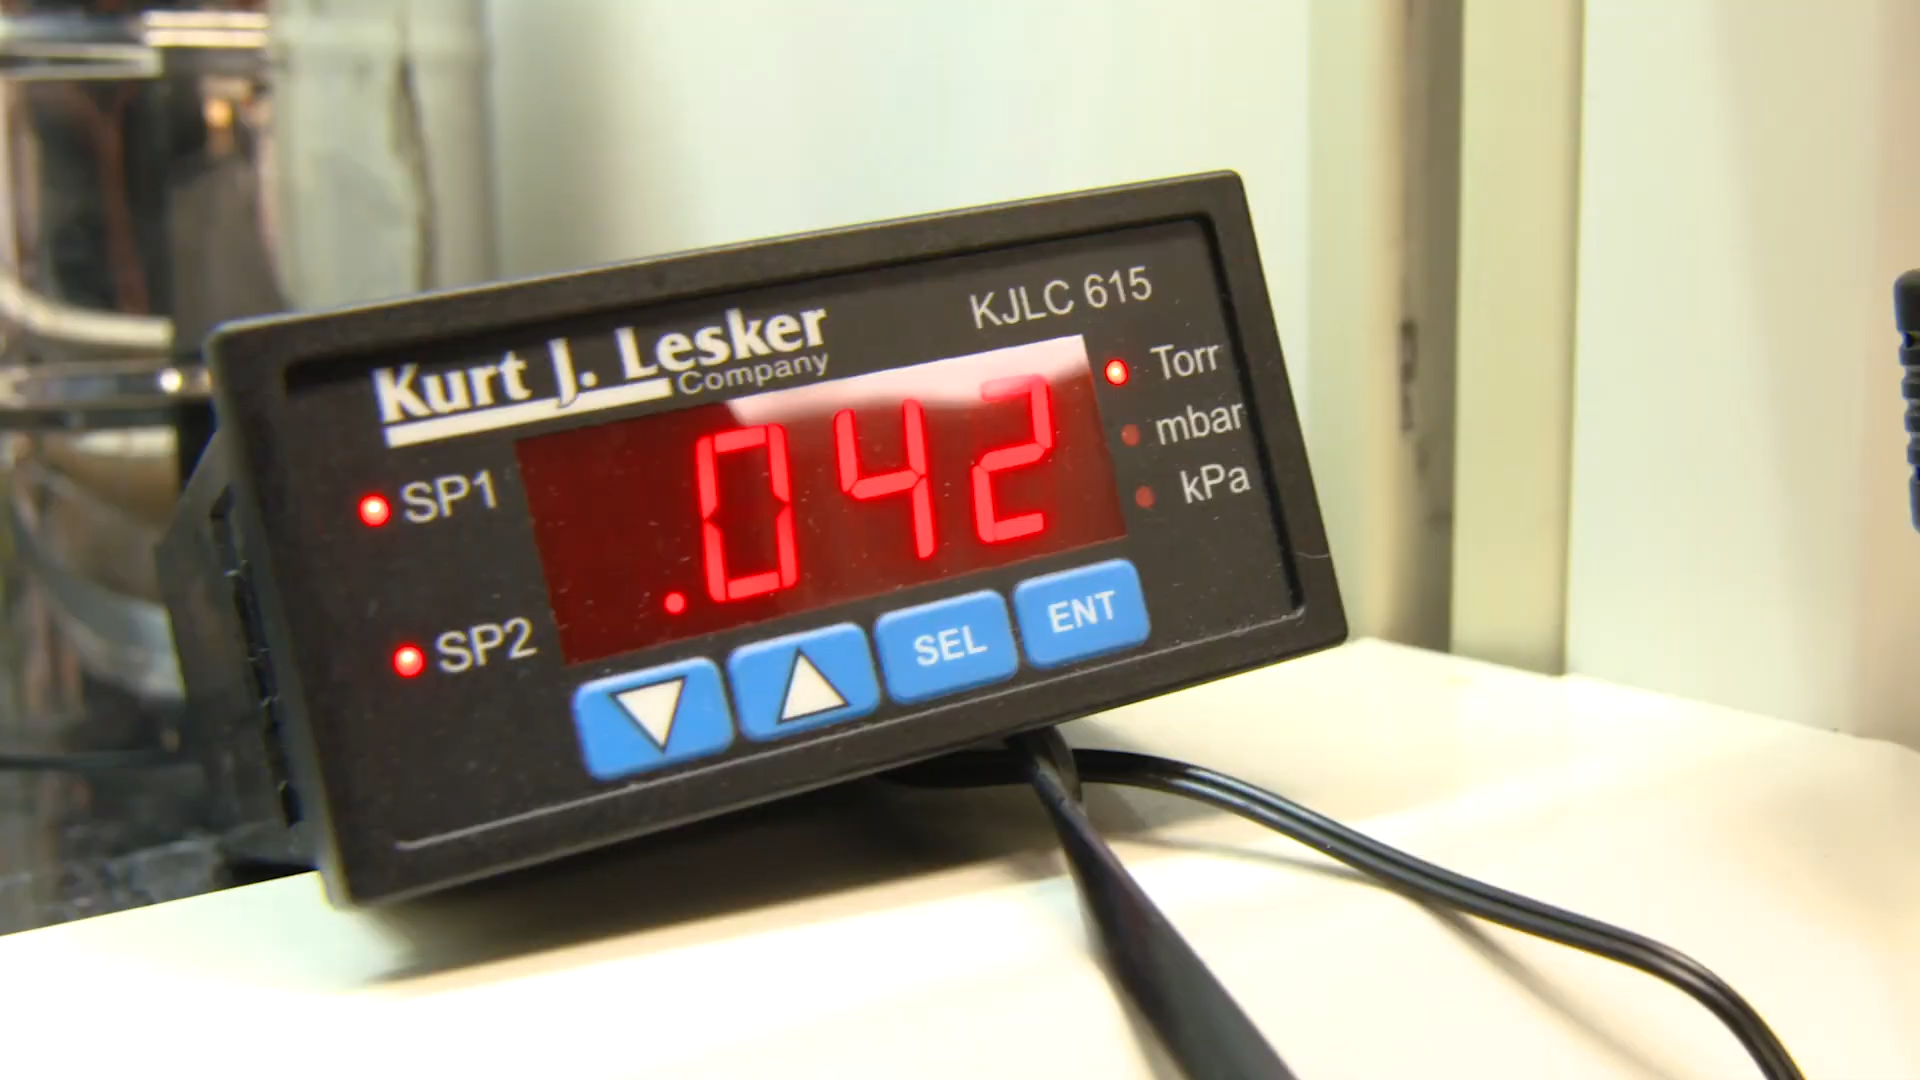 Kurt J. Lesker
Company
KJLC 615
Torr
mbar
kPa
SP1
.042
SP2
SEL
ENT